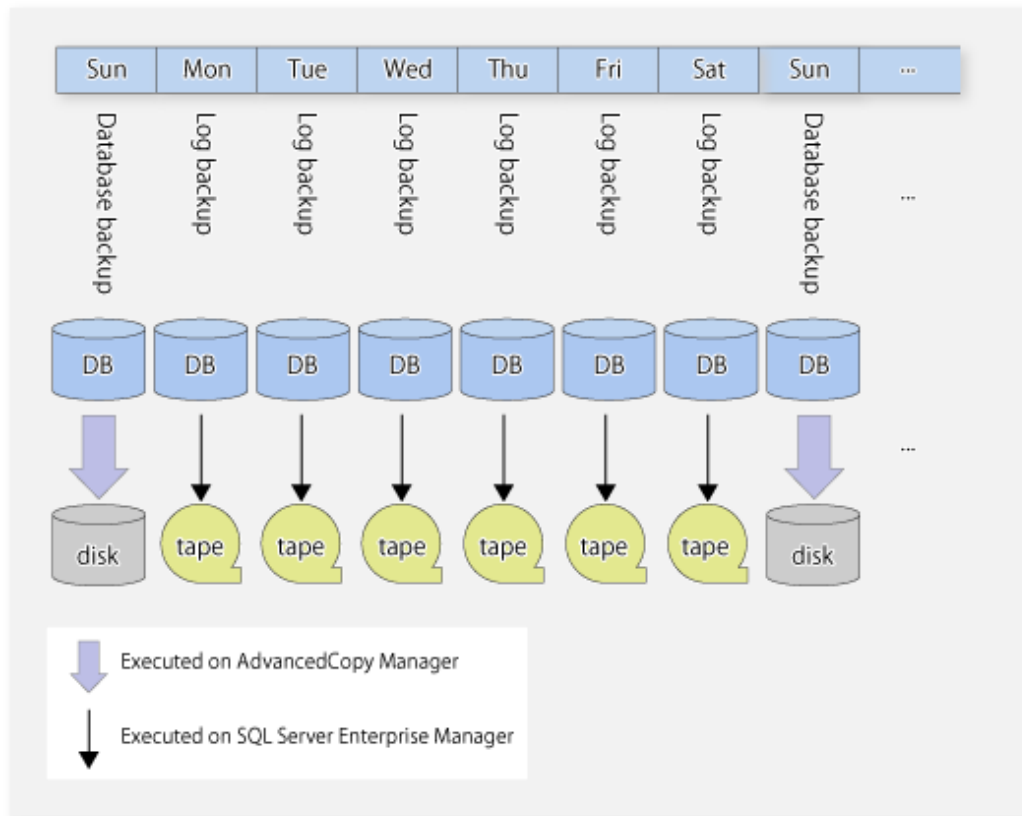 Sun Mon Tue Wed Thu Fri Sat Sun ...
Database backup
Log backup
Log backup
Log backup
Log backup
Log backup
Log backup
Database backup
...
DB DB DB DB DB DB DB DB
...
disk tape tape tape tape tape tape disk
Executed on AdvancedCopy Manager
Executed on SQL Server Enterprise Manager